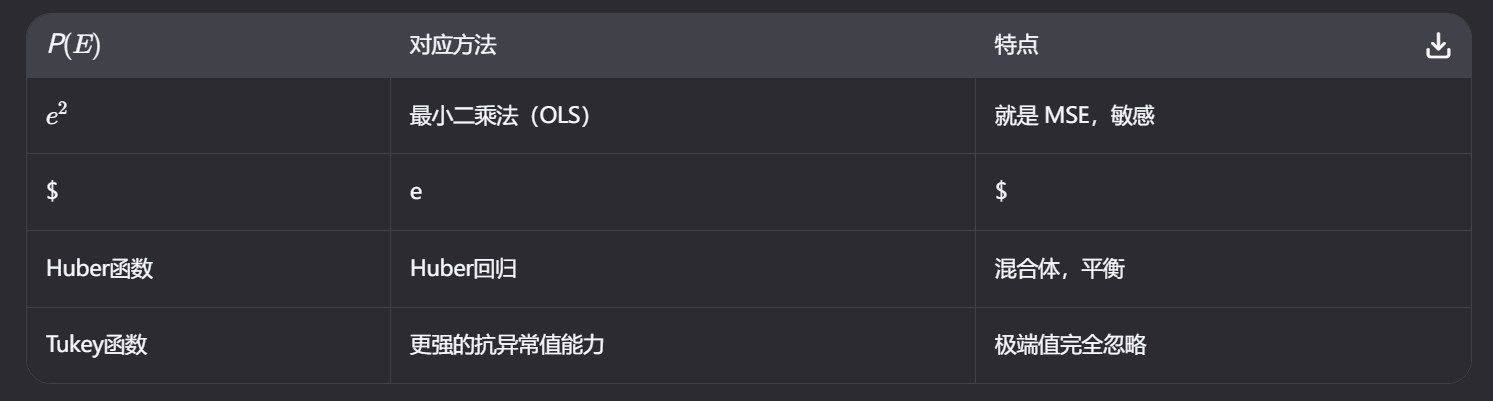 P(E) 对应方法 特点
e² 最小二乘法（OLS） 就是 MSE，敏感
$ e $
Huber函数 Huber回归 混合体，平衡
Tukey函数 更强的抗异常值能力 极端值完全忽略